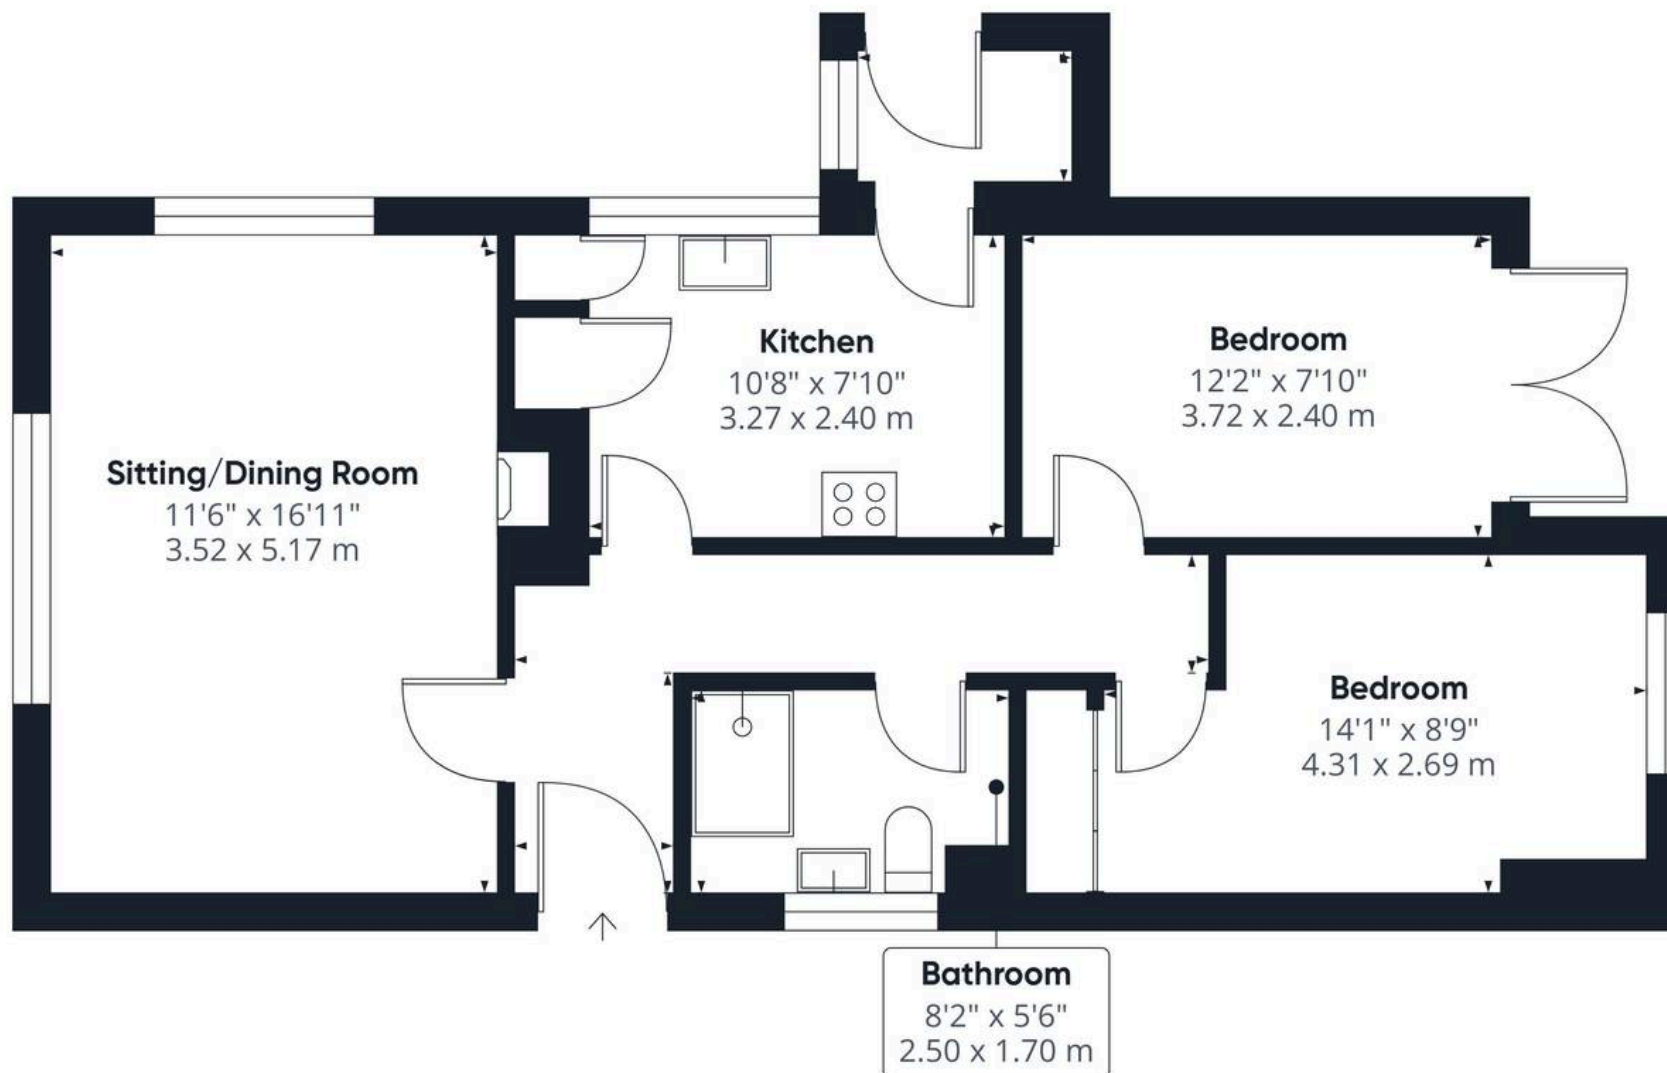 Kitchen
10'8" x 7'10"
3.27 x 2.40 m
Bedroom
12'2" x 7'10"
3.72 x 2.40 m
Sitting/Dining Room
11'6" x 16'11"
3.52 x 5.17 m
Bedroom
14'1" x 8'9"
4.31 x 2.69 m
Bathroom
8'2" x 5'6"
2.50 x 1.70 m